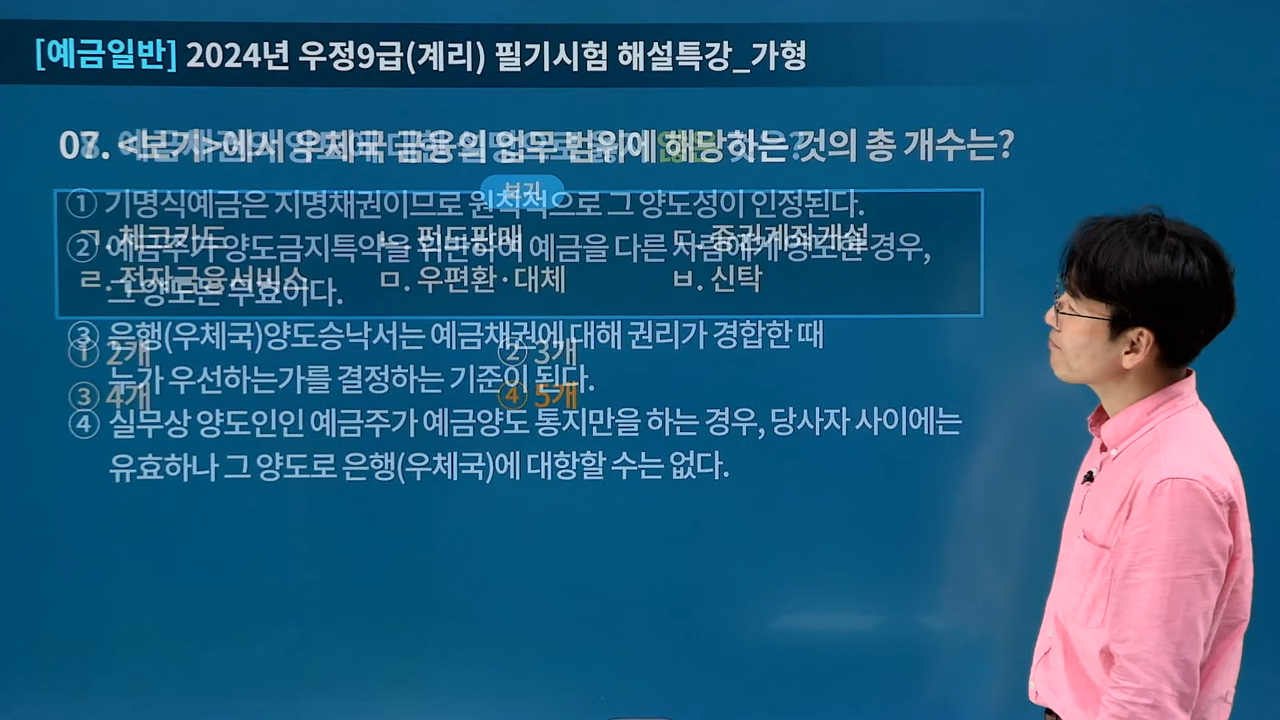 [예금일반] 2024년 우정9급(계리) 필기시험 해설특강_가형
07. <보기>에서 우체국 금융의 업무 범위에 해당하는 것의 총 개수는?
보기
① 기명식예금은 지명채권이므로 원칙적으로 그 양도성이 인정된다.
ㄱ. 체크카드 ㄴ. 펀드판매 ㄷ. 증권계좌개설
② 예금주가 양도금지특약을 위반하여 예금을 다른 사람에게 양도한 경우,
ㄹ. 전자금융서비스 ㅁ. 우편환·대체 ㅂ. 신탁
그 양도는 무효이다.
③ 은행(우체국)양도승낙서는 예금채권에 대해 권리가 경합한 때
① 2개 ② 3개
누가 우선하는가를 결정하는 기준이 된다.
③ 4개 ④ 5개
④ 실무상 양도인인 예금주가 예금양도 통지만을 하는 경우, 당사자 사이에는
유효하나 그 양도로 은행(우체국)에 대항할 수는 없다.